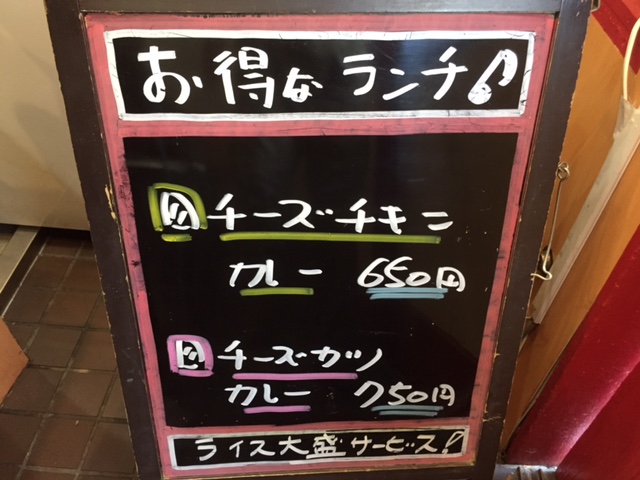 お得なランチ!
チーズチキン
カレー 650円
チーズカツ
カレー 750円
ライス大盛サービス!